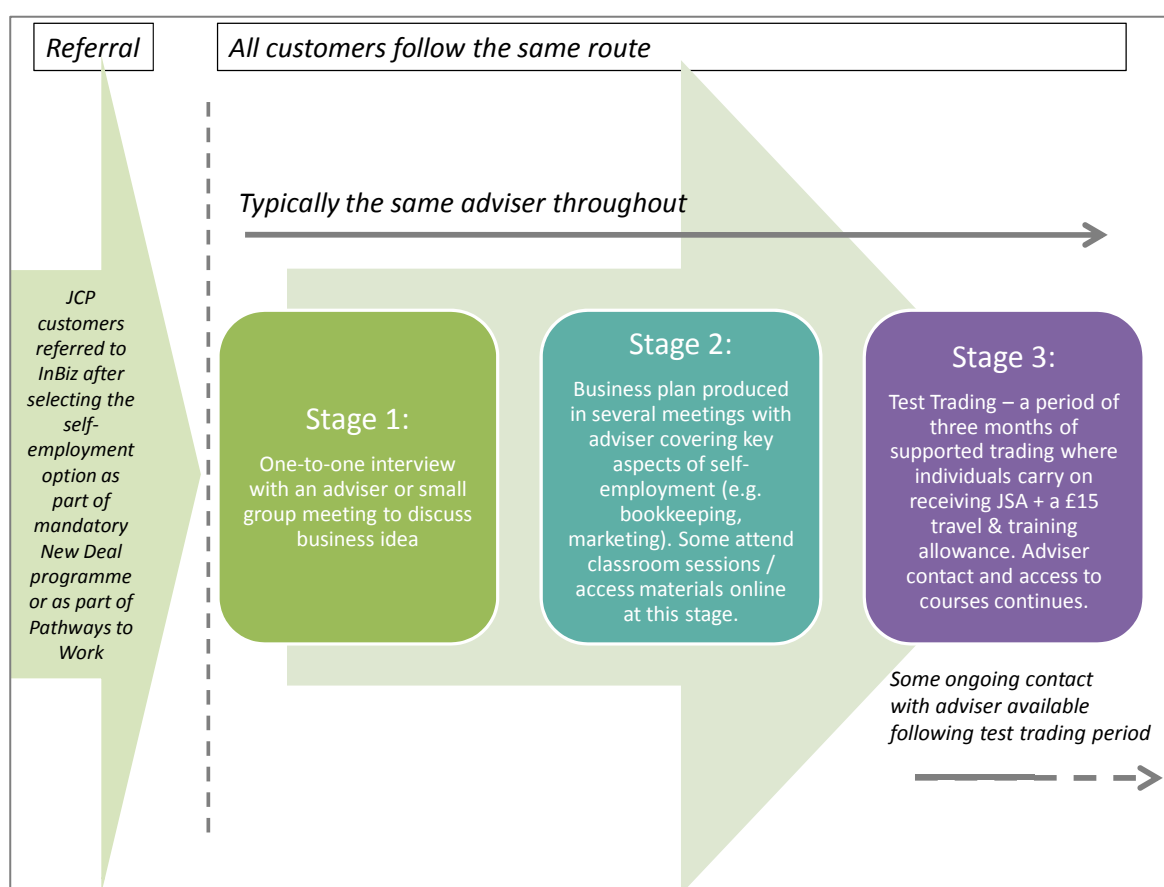 Referral
All customers follow the same route
Typically the same adviser throughout
JCP
customers
referred to
InBiz after
selecting the
self-
employment
option as
part of
mandatory
New Deal
programme
or as part of
Pathways to
Work
Stage 1:
One-to-one interview
with an adviser or small
group meeting to discuss
business idea
Stage 2:
Business plan produced
in several meetings with
adviser covering key
aspects of self-
employment (e.g.
bookkeeping,
marketing). Some attend
classroom sessions /
access materials online
at this stage.
Stage 3:
Test Trading – a period of
three months of
supported trading where
individuals carry on
receiving JSA + a £15
travel & training
allowance. Adviser
contact and access to
courses continues.
Some ongoing contact
with adviser available
following test trading period